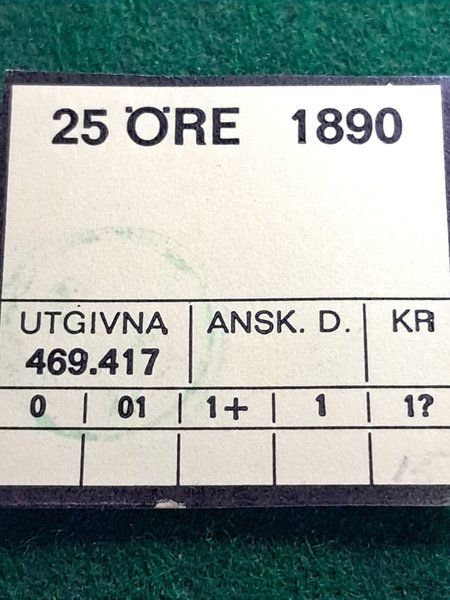 25 ÖRE 1890
UTGIVNA ANSK. D. KR
469.417
0 01 1+ 1 1?